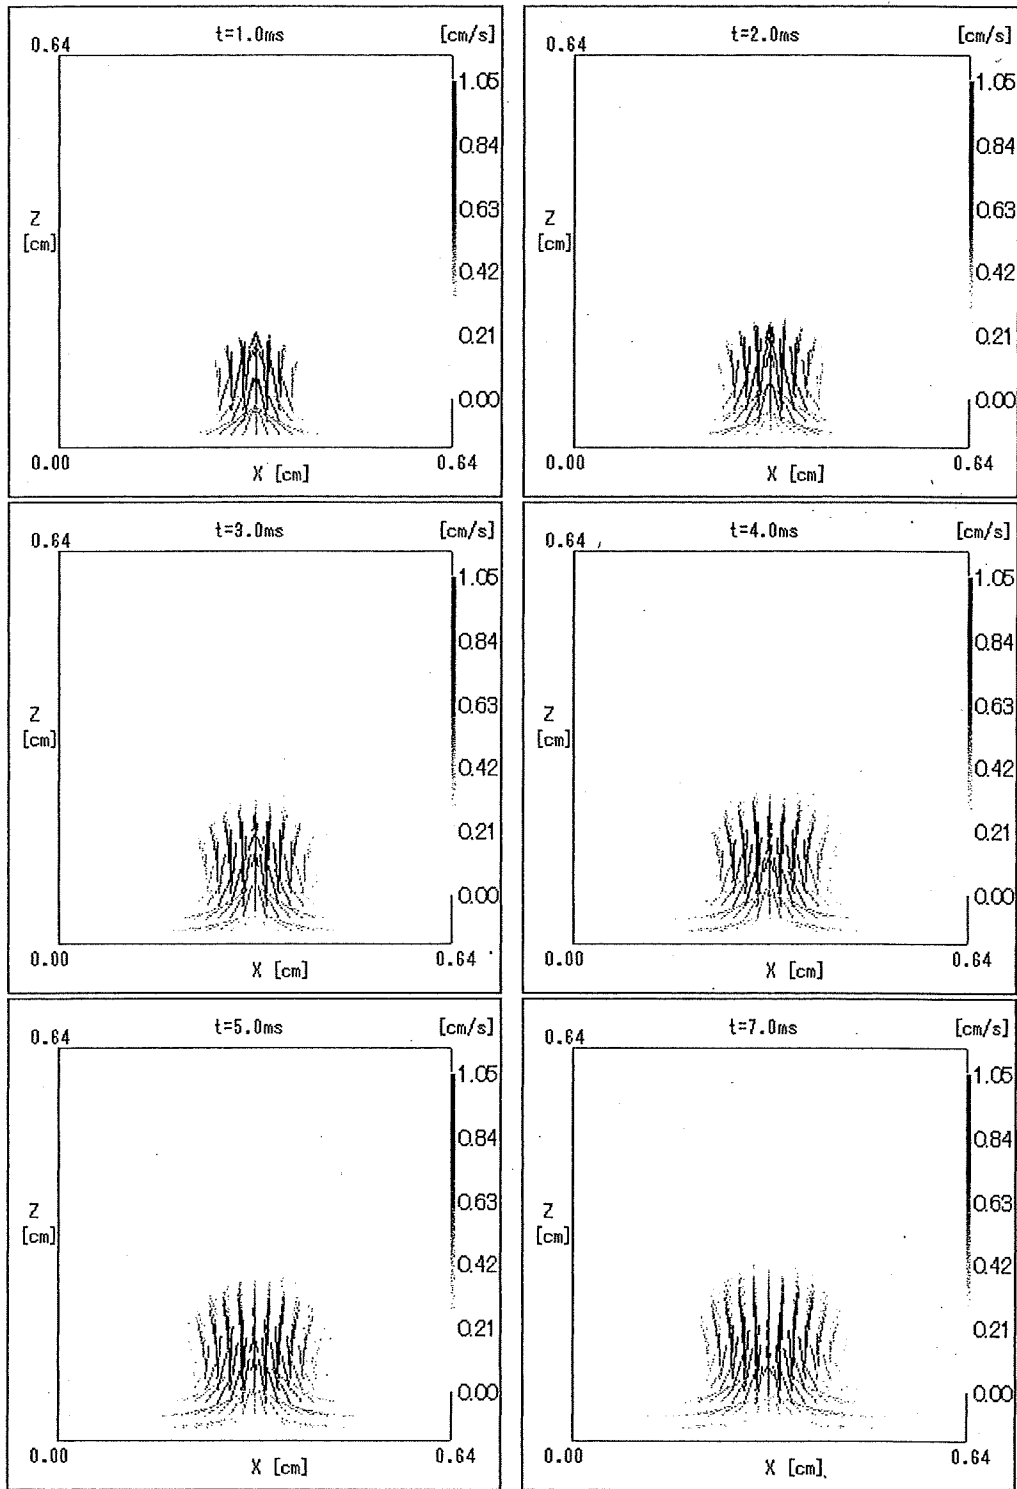 0.64 t=1.0ms [cm/s]
1.05
0.84
0.63
Z
[cm]
0.42
0.21
0.00
0.00 X [cm] 0.64
0.64 t=2.0ms [cm/s]
1.05
0.84
0.63
Z
[cm]
0.42
0.21
0.00
0.00 X [cm] 0.64
0.64 t=3.0ms [cm/s]
1.05
0.84
0.63
Z
[cm]
0.42
0.21
0.00
0.00 X [cm] 0.64
0.64 t=4.0ms [cm/s]
1.05
0.84
0.63
Z
[cm]
0.42
0.21
0.00
0.00 X [cm] 0.64
0.64 t=5.0ms [cm/s]
1.05
0.84
0.63
Z
[cm]
0.42
0.21
0.00
0.00 X [cm] 0.64
0.64 t=7.0ms [cm/s]
1.05
0.84
0.63
Z
[cm]
0.42
0.21
0.00
0.00 X [cm] 0.64